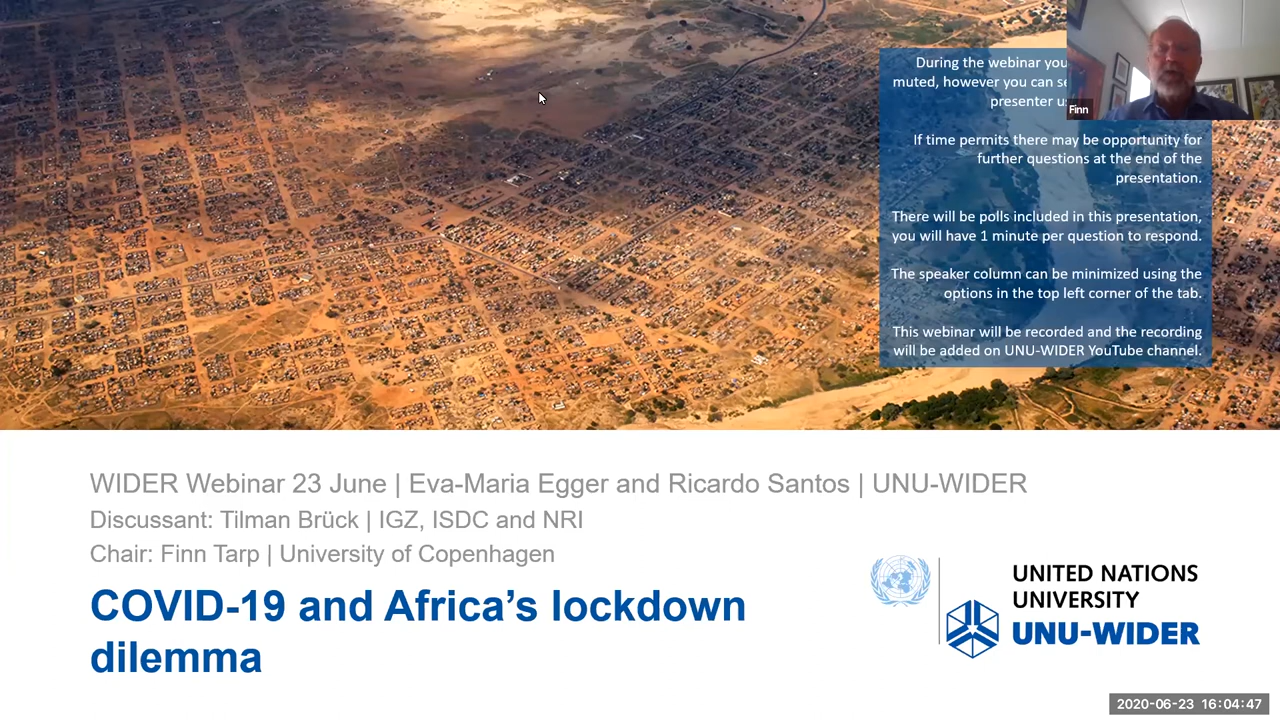 During the webinar you
muted, however you can
presenter
Finn
If time permits there may be opportunity for
further questions at the end of the
presentation.
There will be polls included in this presentation,
you will have 1 minute per question to respond.
The speaker column can be minimized using the
options in the top left corner of the tab.
This webinar will be recorded and the recording
will be added on UNU-WIDER YouTube channel.
WIDER Webinar 23 June | Eva-Maria Egger and Ricardo Santos | UNU-WIDER
Discussant: Tilman Brück | IGZ, ISDC and NRI
Chair: Finn Tarp | University of Copenhagen
COVID-19 and Africa’s lockdown
dilemma
UNITED NATIONS
UNIVERSITY
UNU-WIDER
2020-06-23 16:04:47